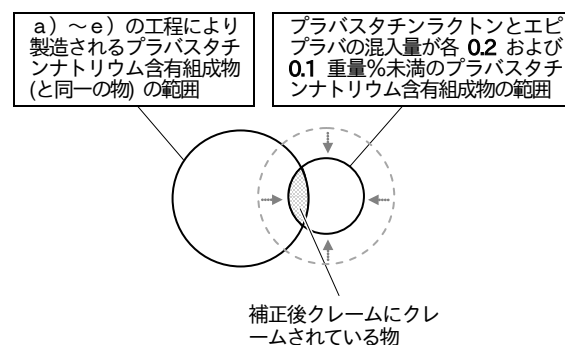 ａ）～ｅ）の工程により
製造されるプラバスタチ
ンナトリウム含有組成物
(と同一の物) の範囲
プラバスタチンラクトンとエピ
プラバの混入量が各 0.2 および
0.1 重量%未満のプラバスタチ
ンナトリウム含有組成物の範囲
補正後クレームにクレ
ームされている物